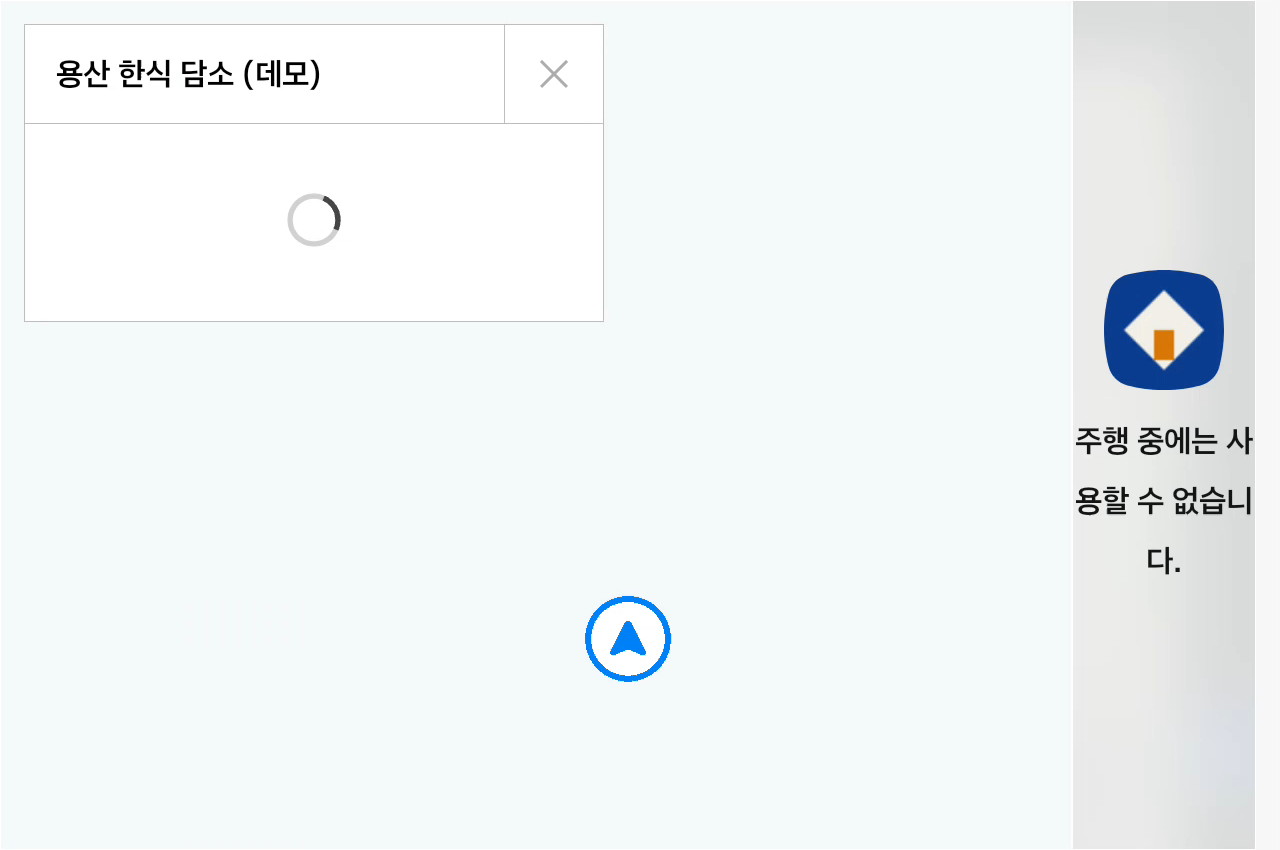 용산 한식 담소 (데모)
주행 중에는 사
용할 수 없습니
다.